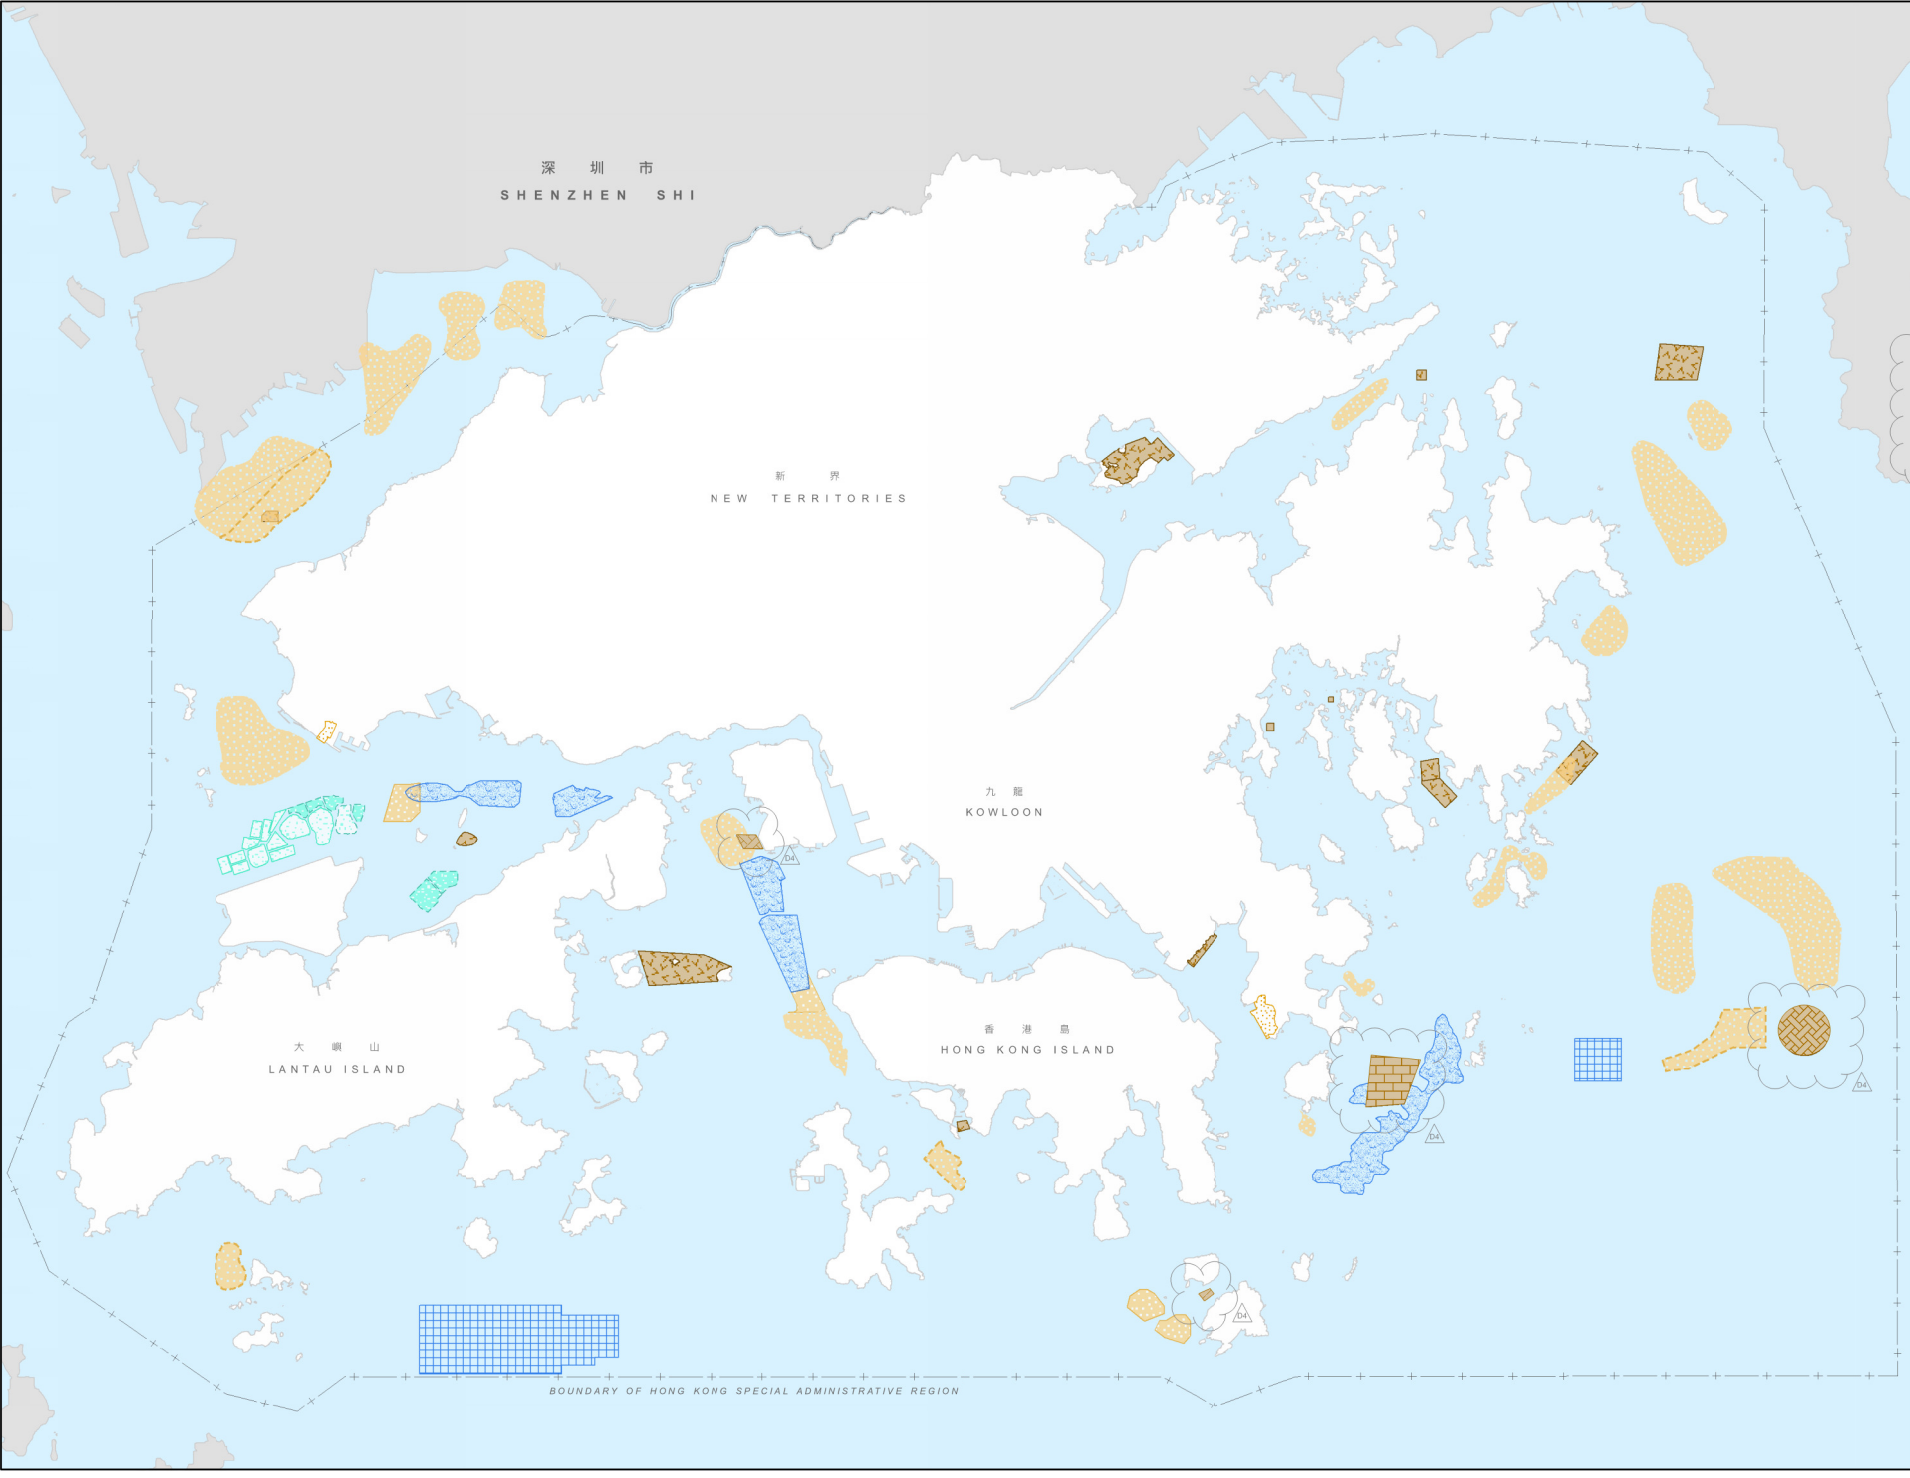 深 圳 市
SHENZHEN SHI
新 界
NEW TERRITORIES
九 龍
KOWLOON
D4
香 港 島
HONG KONG ISLAND
大 嶼 山
LANTAU ISLAND
D4
D4
D4
BOUNDARY OF HONG KONG SPECIAL ADMINISTRATIVE REGION